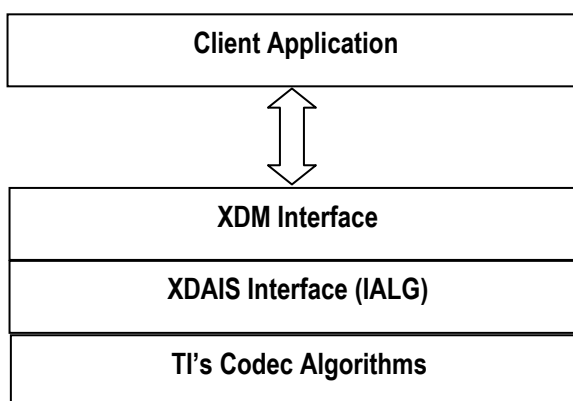 Client Application
XDM Interface
XDAIS Interface (IALG)
TI's Codec Algorithms